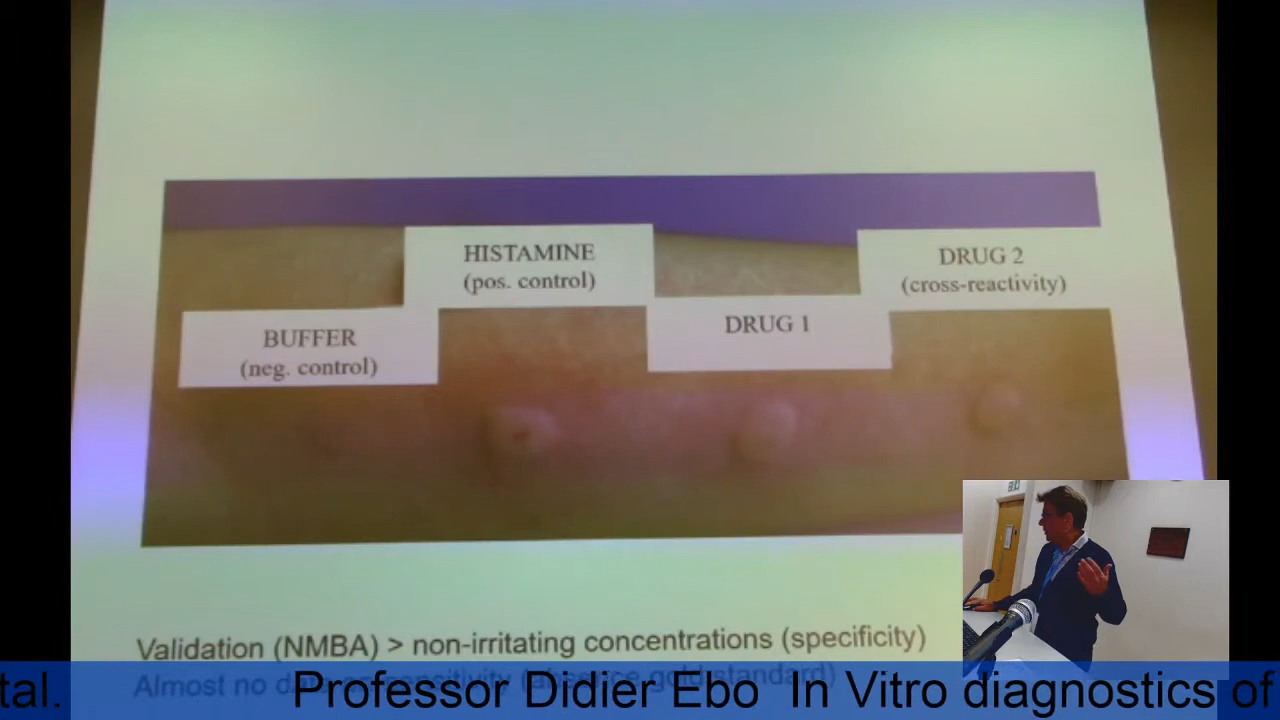 HISTAMINE
(pos. control)
DRUG 2
(cross-reactivity)
BUFFER
(neg. control)
DRUG 1
Validation (NMBA) > non-irritating concentrations (specificity)
Almost no data on sensitivity (absence gold standard)
tal. Professor Didier Ebo In Vitro diagnostics of